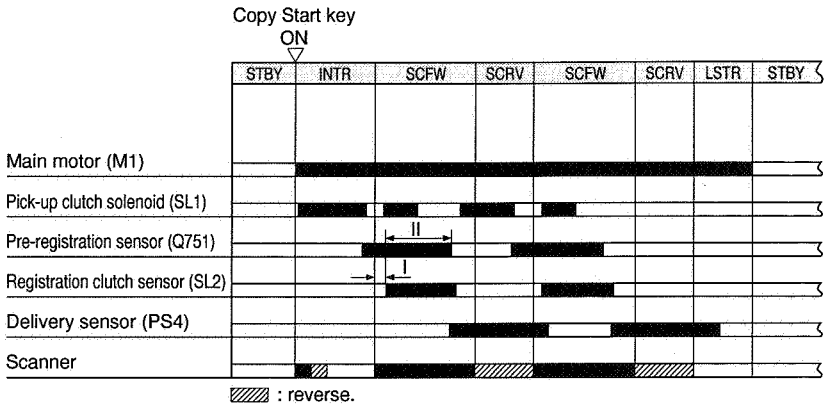 Copy Start key
ON
STBY INTR SCFW SCRV SCFW SCRV LSTR STBY
Main motor (M1)
Pick-up clutch solenoid (SL1)
II
Pre-registration sensor (Q751)
I
Registration clutch sensor (SL2)
Delivery sensor (PS4)
Scanner
: reverse.